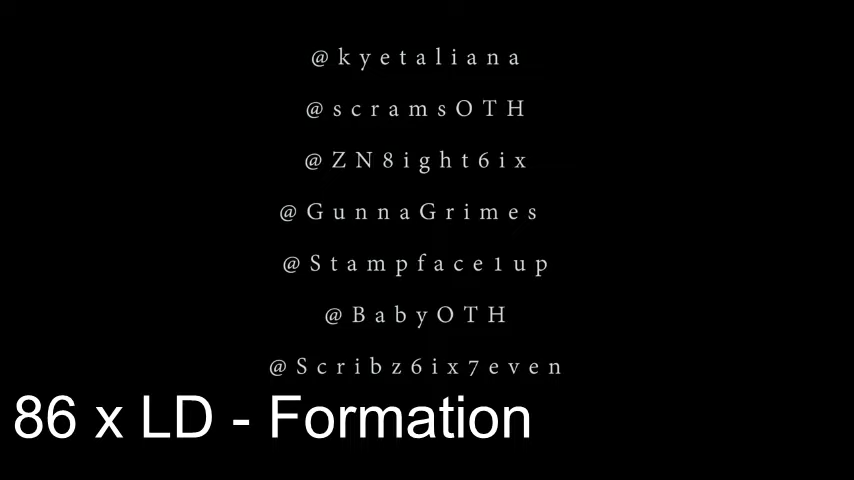 @kyetaliana
@scramsOTH
@ZN8ight6ix
@GunnaGrimes
@Stampface1up
@BabyOTH
@Scribz6ix7even
86 x LD - Formation